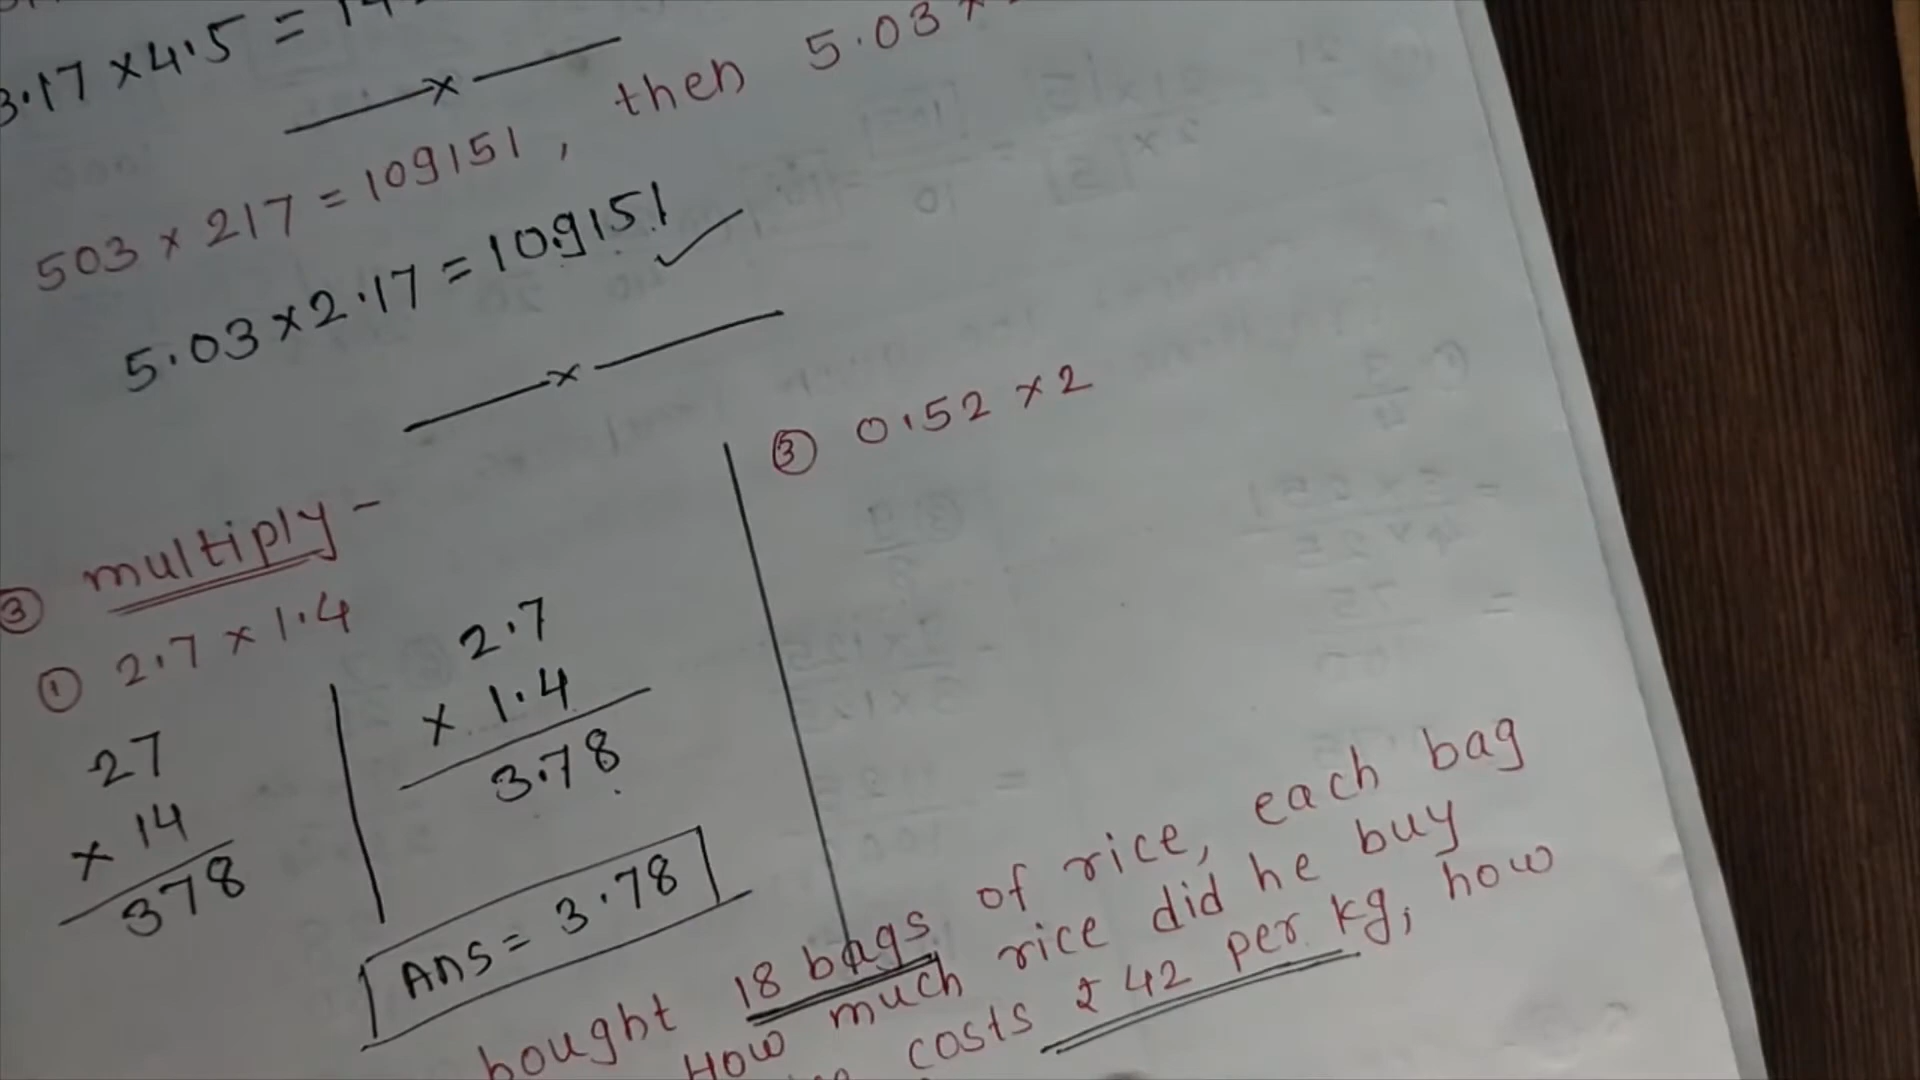 3.17 × 4.5 = 
——×——
503 × 217 = 109151, then 5.03 ×
5.03 × 2.17 = 10.9151 ✓
——×——
③ multiply -
① 2.7 × 1.4
27
× 14
378
2.7
× 1.4
3.78
Ans = 3.78
③ 0.52 × 2
bought 18 bags of rice, each bag
How much rice did he buy
costs ₹ 42 per kg, how